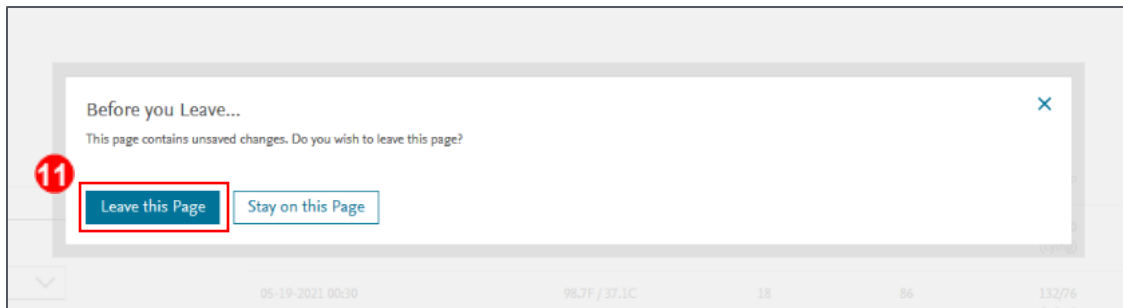 Before you Leave...
This page contains unsaved changes. Do you wish to leave this page?
11
Leave this Page Stay on this Page
(Lying)
05-19-2021 00:30 98.7F / 37.1C 18 86 132/76